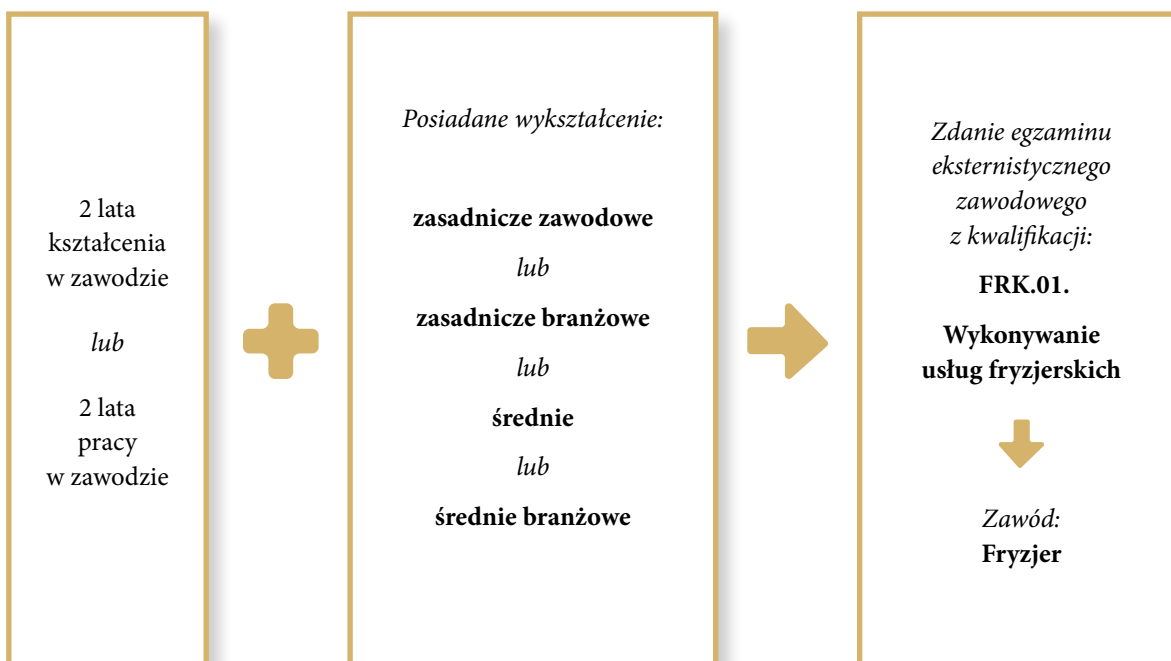 2 lata
kształcenia
w zawodzie
lub
2 lata
pracy
w zawodzie
Posiadane wykształcenie:
zasadnicze zawodowe
lub
zasadnicze branżowe
lub
średnie
lub
średnie branżowe
Zdanie egzaminu
eksternistycznego
zawodowego
z kwalifikacji:
FRK.01.
Wykonywanie
usług fryzjerskich
Zawód:
Fryzjer